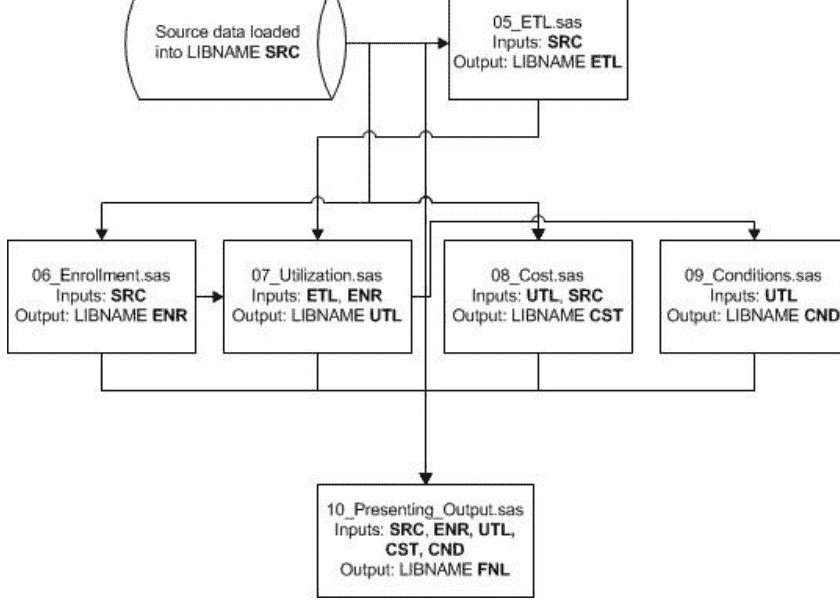 Source data loaded
into LIBNAME SRC
05_ETL.sas
Inputs: SRC
Output: LIBNAME ETL
06_Enrollment.sas
Inputs: SRC
Output: LIBNAME ENR
07_Utilization.sas
Inputs: ETL, ENR
Output: LIBNAME UTL
08_Cost.sas
Inputs: UTL, SRC
Output: LIBNAME CST
09_Conditions.sas
Inputs: UTL
Output: LIBNAME CND
10_Presenting_Output.sas
Inputs: SRC, ENR, UTL,
CST, CND
Output: LIBNAME FNL